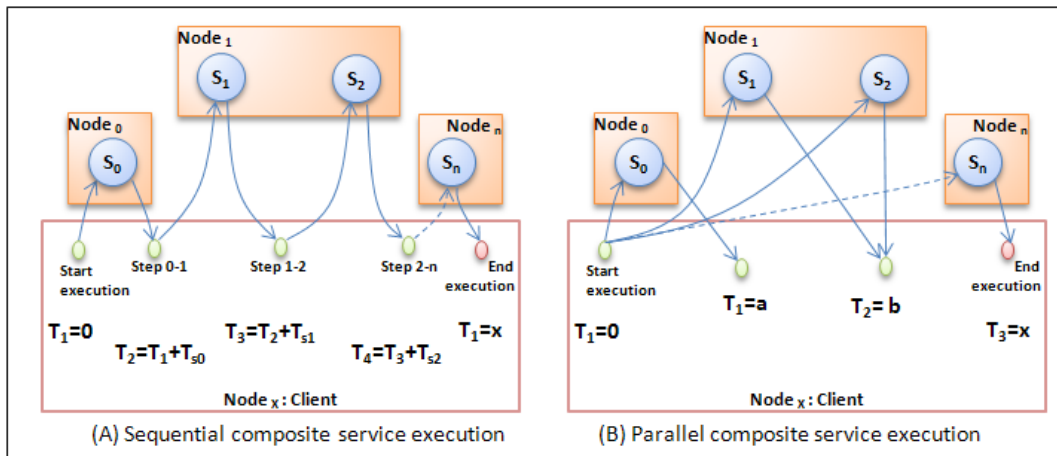 Node 1
S1
S2
Node 0
S0
Node n
Sn
Start execution
Step 0-1
Step 1-2
Step 2-n
End execution
T1=0
T2=T1+Ts0
T3=T2+Ts1
T4=T3+Ts2
T1=x
Node X : Client
(A) Sequential composite service execution
Node 1
S1
S2
Node 0
S0
Node n
Sn
Start execution
End execution
T1=0
T1=a
T2= b
T3=x
Node X : Client
(B) Parallel composite service execution